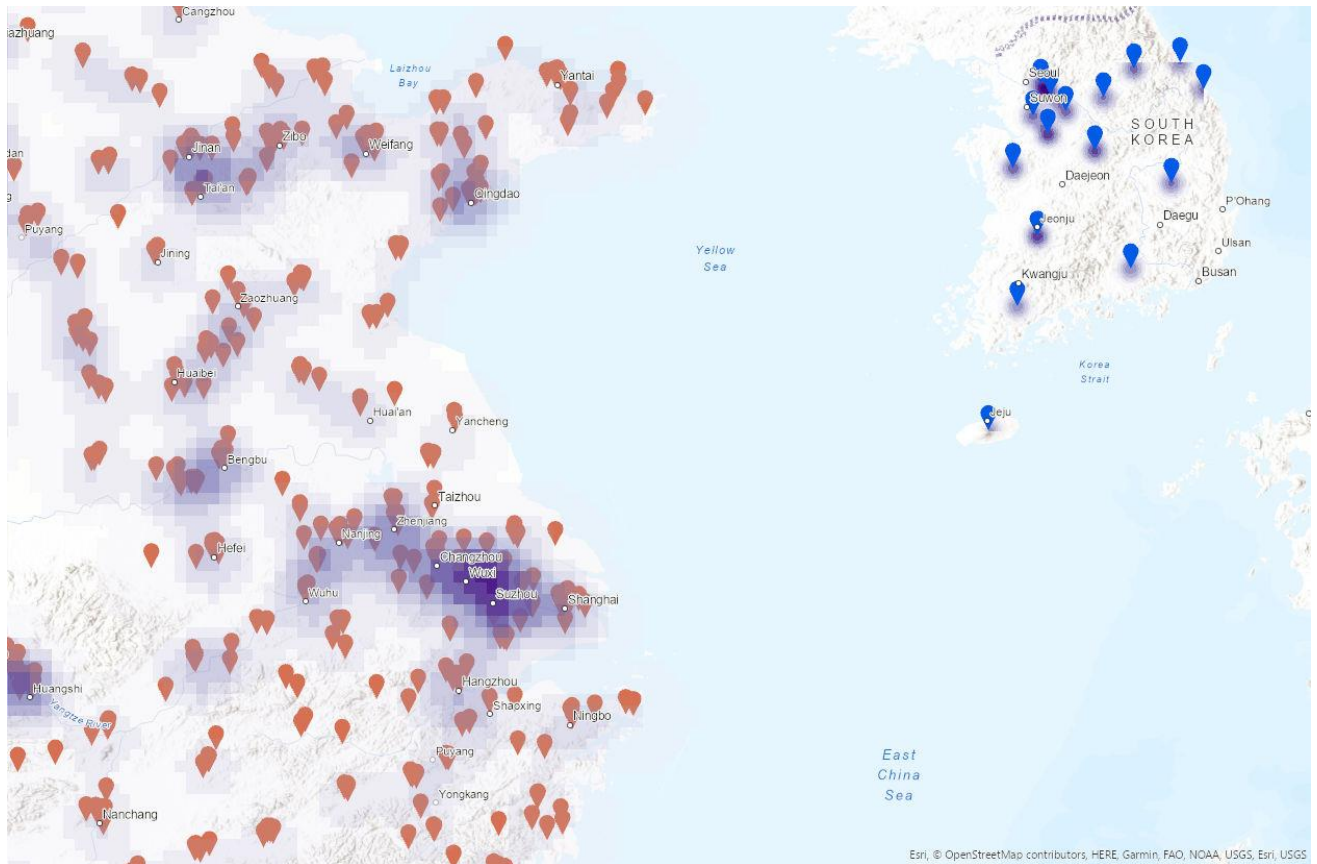 Cangzhou
iazhuang
Laizhou
Bay
Yantai
Seoul
Suwon
SOUTH
KOREA
Zibo
Jinan
Weifang
dan
Tai'an
Daejeon
Qingdao
Puyang
Jeonju
Daegu
P'Ohang
Jining
Yellow
Sea
Ulsan
Kwangju
Busan
Zaozhuang
Korea
Strait
Huaibei
Huai'an
Yancheng
Jeju
Bengbu
Taizhou
Zhenjiang
Nanjing
Hefei
Changzhou
Wuxi
Wuhu
Suzhou
Shanghai
Huangshi
Hangzhou
Yangtze River
Shaoxing
Ningbo
Puyang
East
China
Sea
Yongkang
Nanchang
Esri, © OpenStreetMap contributors, HERE, Garmin, FAO, NOAA, USGS, Esri, USGS